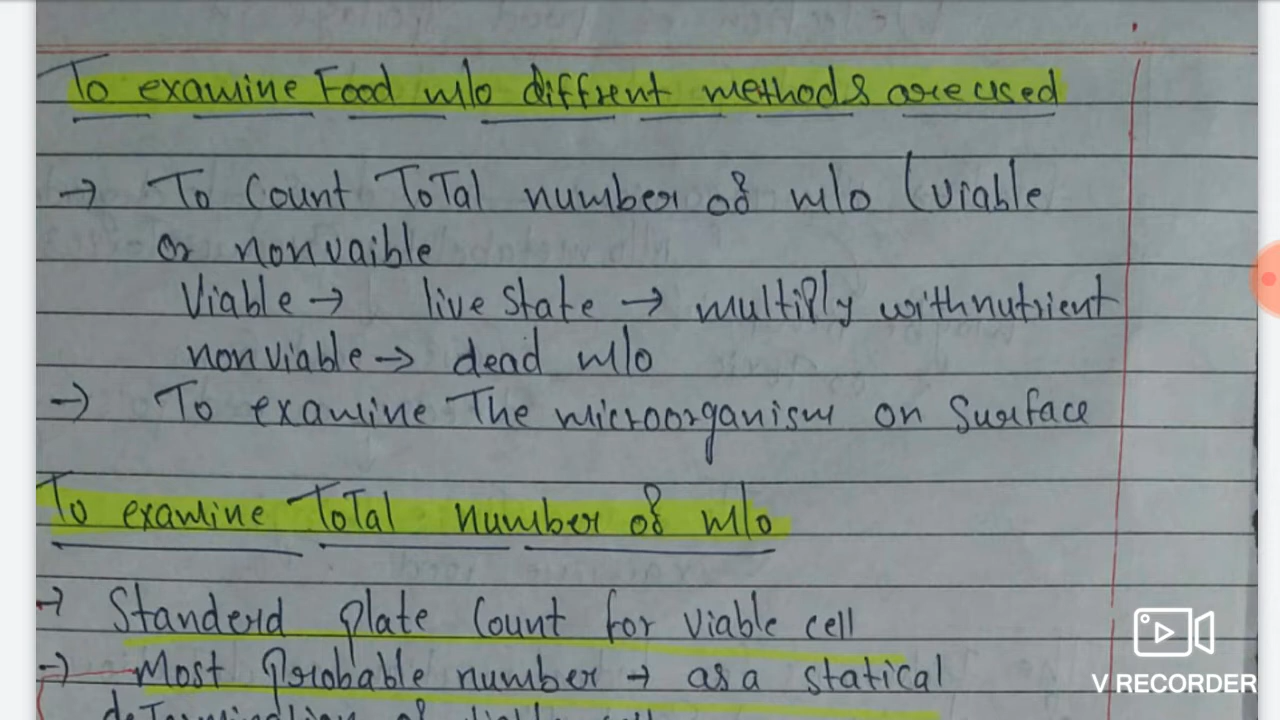 To examine Food m/o diffrent methods are used
→ To Count Total number of m/o (viable
or nonvaible
Viable → live State → multiply with nutrient
nonviable → dead m/o
→ To examine The microorganism on Surface
To examine Total number of m/o
→ Standerd plate Count for viable cell
→ Most Probable number → as a statical
V RECORDER